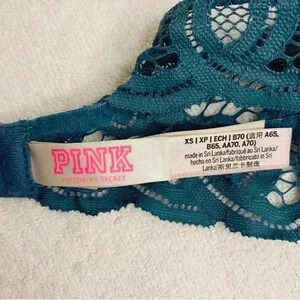 PINK
VICTORIA'S SECRET
XS | XP | ECH | B70 (适用 A65,
B65, AA70, A70)
made in Sri Lanka/fabriqué au Sri Lanka/
hecho en Sri Lanka/fabbricato in Sri
Lanka/斯里兰卡制造